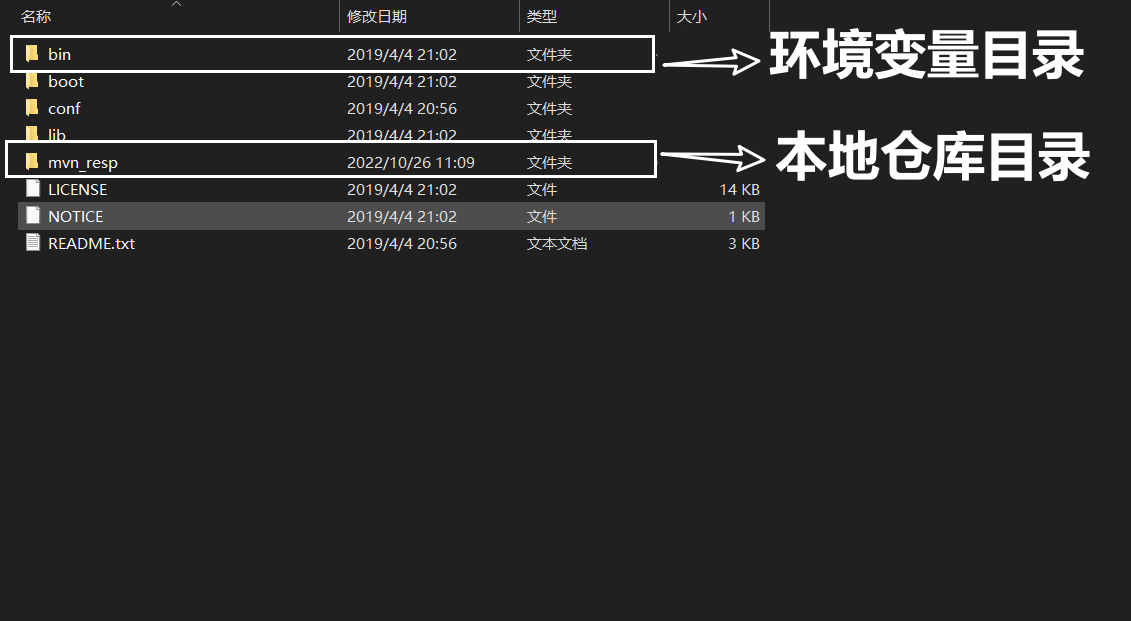 名称 修改日期 类型 大小
bin 2019/4/4 21:02 文件夹 环境变量目录
boot 2019/4/4 21:02 文件夹
conf 2019/4/4 20:56 文件夹
lib 2019/4/4 21:02 文件夹
mvn_resp 2022/10/26 11:09 文件夹 本地仓库目录
LICENSE 2019/4/4 21:02 文件 14 KB
NOTICE 2019/4/4 21:02 文件 1 KB
README.txt 2019/4/4 20:56 文本文档 3 KB